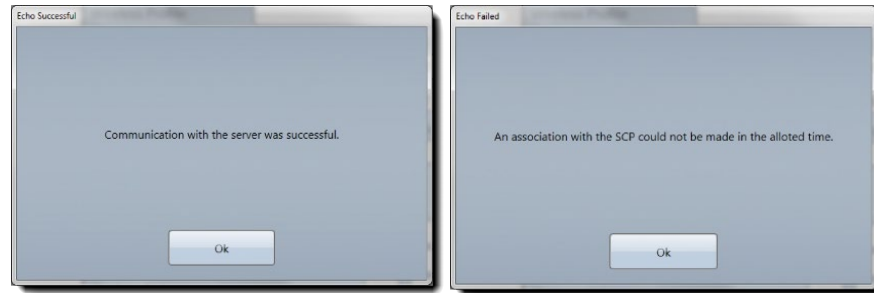 Echo Successful
Communication with the server was successful.
Ok
Echo Failed
An association with the SCP could not be made in the alloted time.
Ok